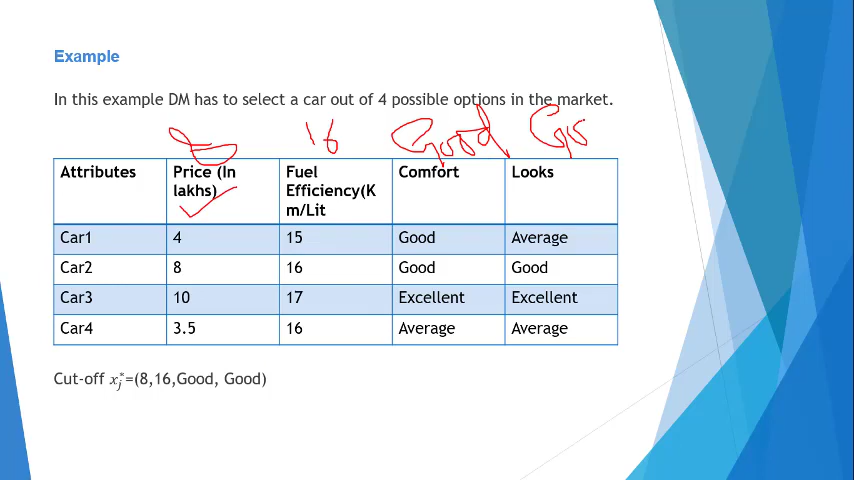 Example
In this example DM has to select a car out of 4 possible options in the market.
16 Good
Attributes Price (In lakhs) Fuel Efficiency(K m/Lit Comfort Looks
Car1 4 15 Good Average
Car2 8 16 Good Good
Car3 10 17 Excellent Excellent
Car4 3.5 16 Average Average
Cut-off x*j=(8,16,Good, Good)